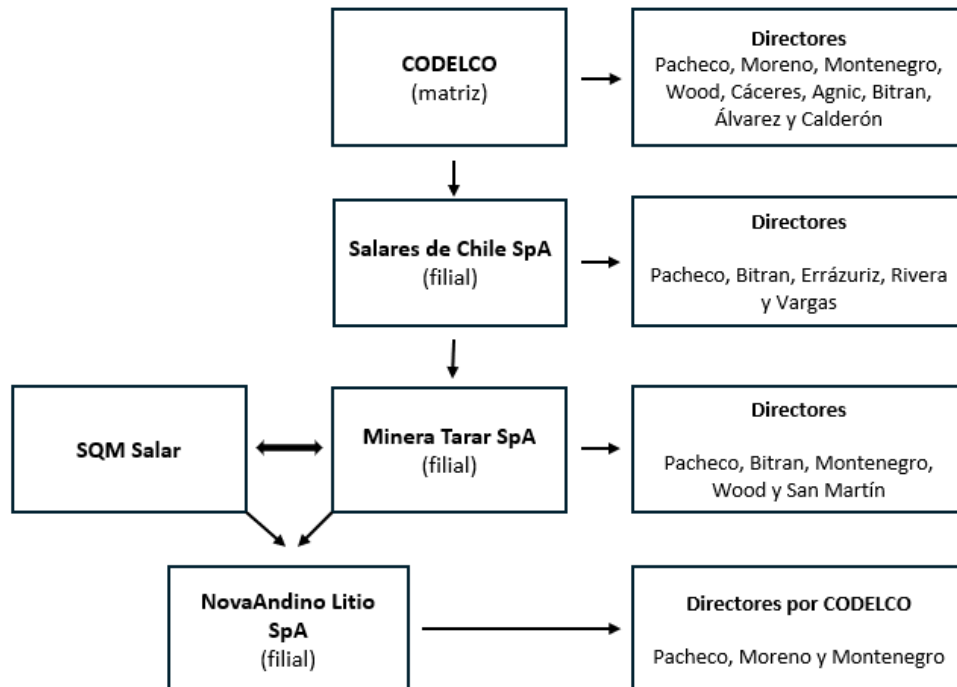 CODELCO
(matriz)
Directores
Pacheco, Moreno, Montenegro,
Wood, Cáceres, Agnic, Bitran,
Álvarez y Calderón
Salares de Chile SpA
(filial)
Directores
Pacheco, Bitran, Errázuriz, Rivera
y Vargas
SQM Salar
Minera Tarar SpA
(filial)
Directores
Pacheco, Bitran, Montenegro,
Wood y San Martín
NovaAndino Litio
SpA
(filial)
Directores por CODELCO
Pacheco, Moreno y Montenegro